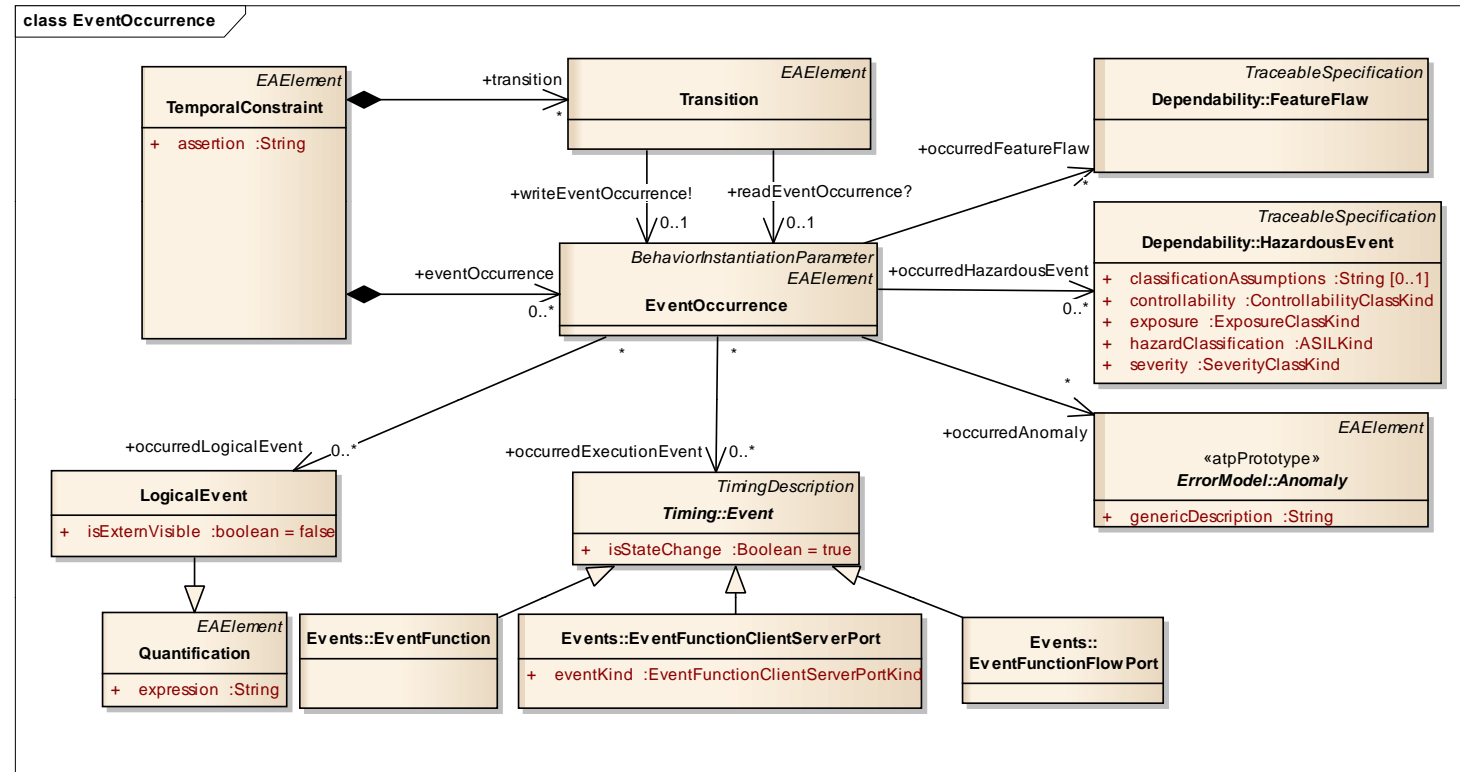 class EventOccurrence
EAElement
TemporalConstraint
+ assertion :String
+transition
*
EAElement
Transition
TraceableSpecification
Dependability::FeatureFlaw
+occurredFeatureFlaw
*
+writeEventOccurrence!
0..1
+readEventOccurrence?
0..1
TraceableSpecification
Dependability::HazardousEvent
+ classificationAssumptions :String [0..1]
+ controllability :ControllabilityClassKind
+ exposure :ExposureClassKind
+ hazardClassification :ASILKind
+ severity :SeverityClassKind
+eventOccurrence
0..*
BehaviorInstantiationParameter
EAElement
EventOccurrence
+occurredHazardousEvent
0..*
*
*
*
+occurredAnomaly
EAElement
«atpPrototype»
ErrorModel::Anomaly
+ genericDescription :String
+occurredLogicalEvent
0..*
+occurredExecutionEvent
0..*
LogicalEvent
+ isExternVisible :boolean = false
TimingDescription
Timing::Event
+ isStateChange :Boolean = true
EAElement
Quantification
+ expression :String
Events::EventFunction
Events::EventFunctionClientServerPort
+ eventKind :EventFunctionClientServerPortKind
Events::
EventFunctionFlowPort